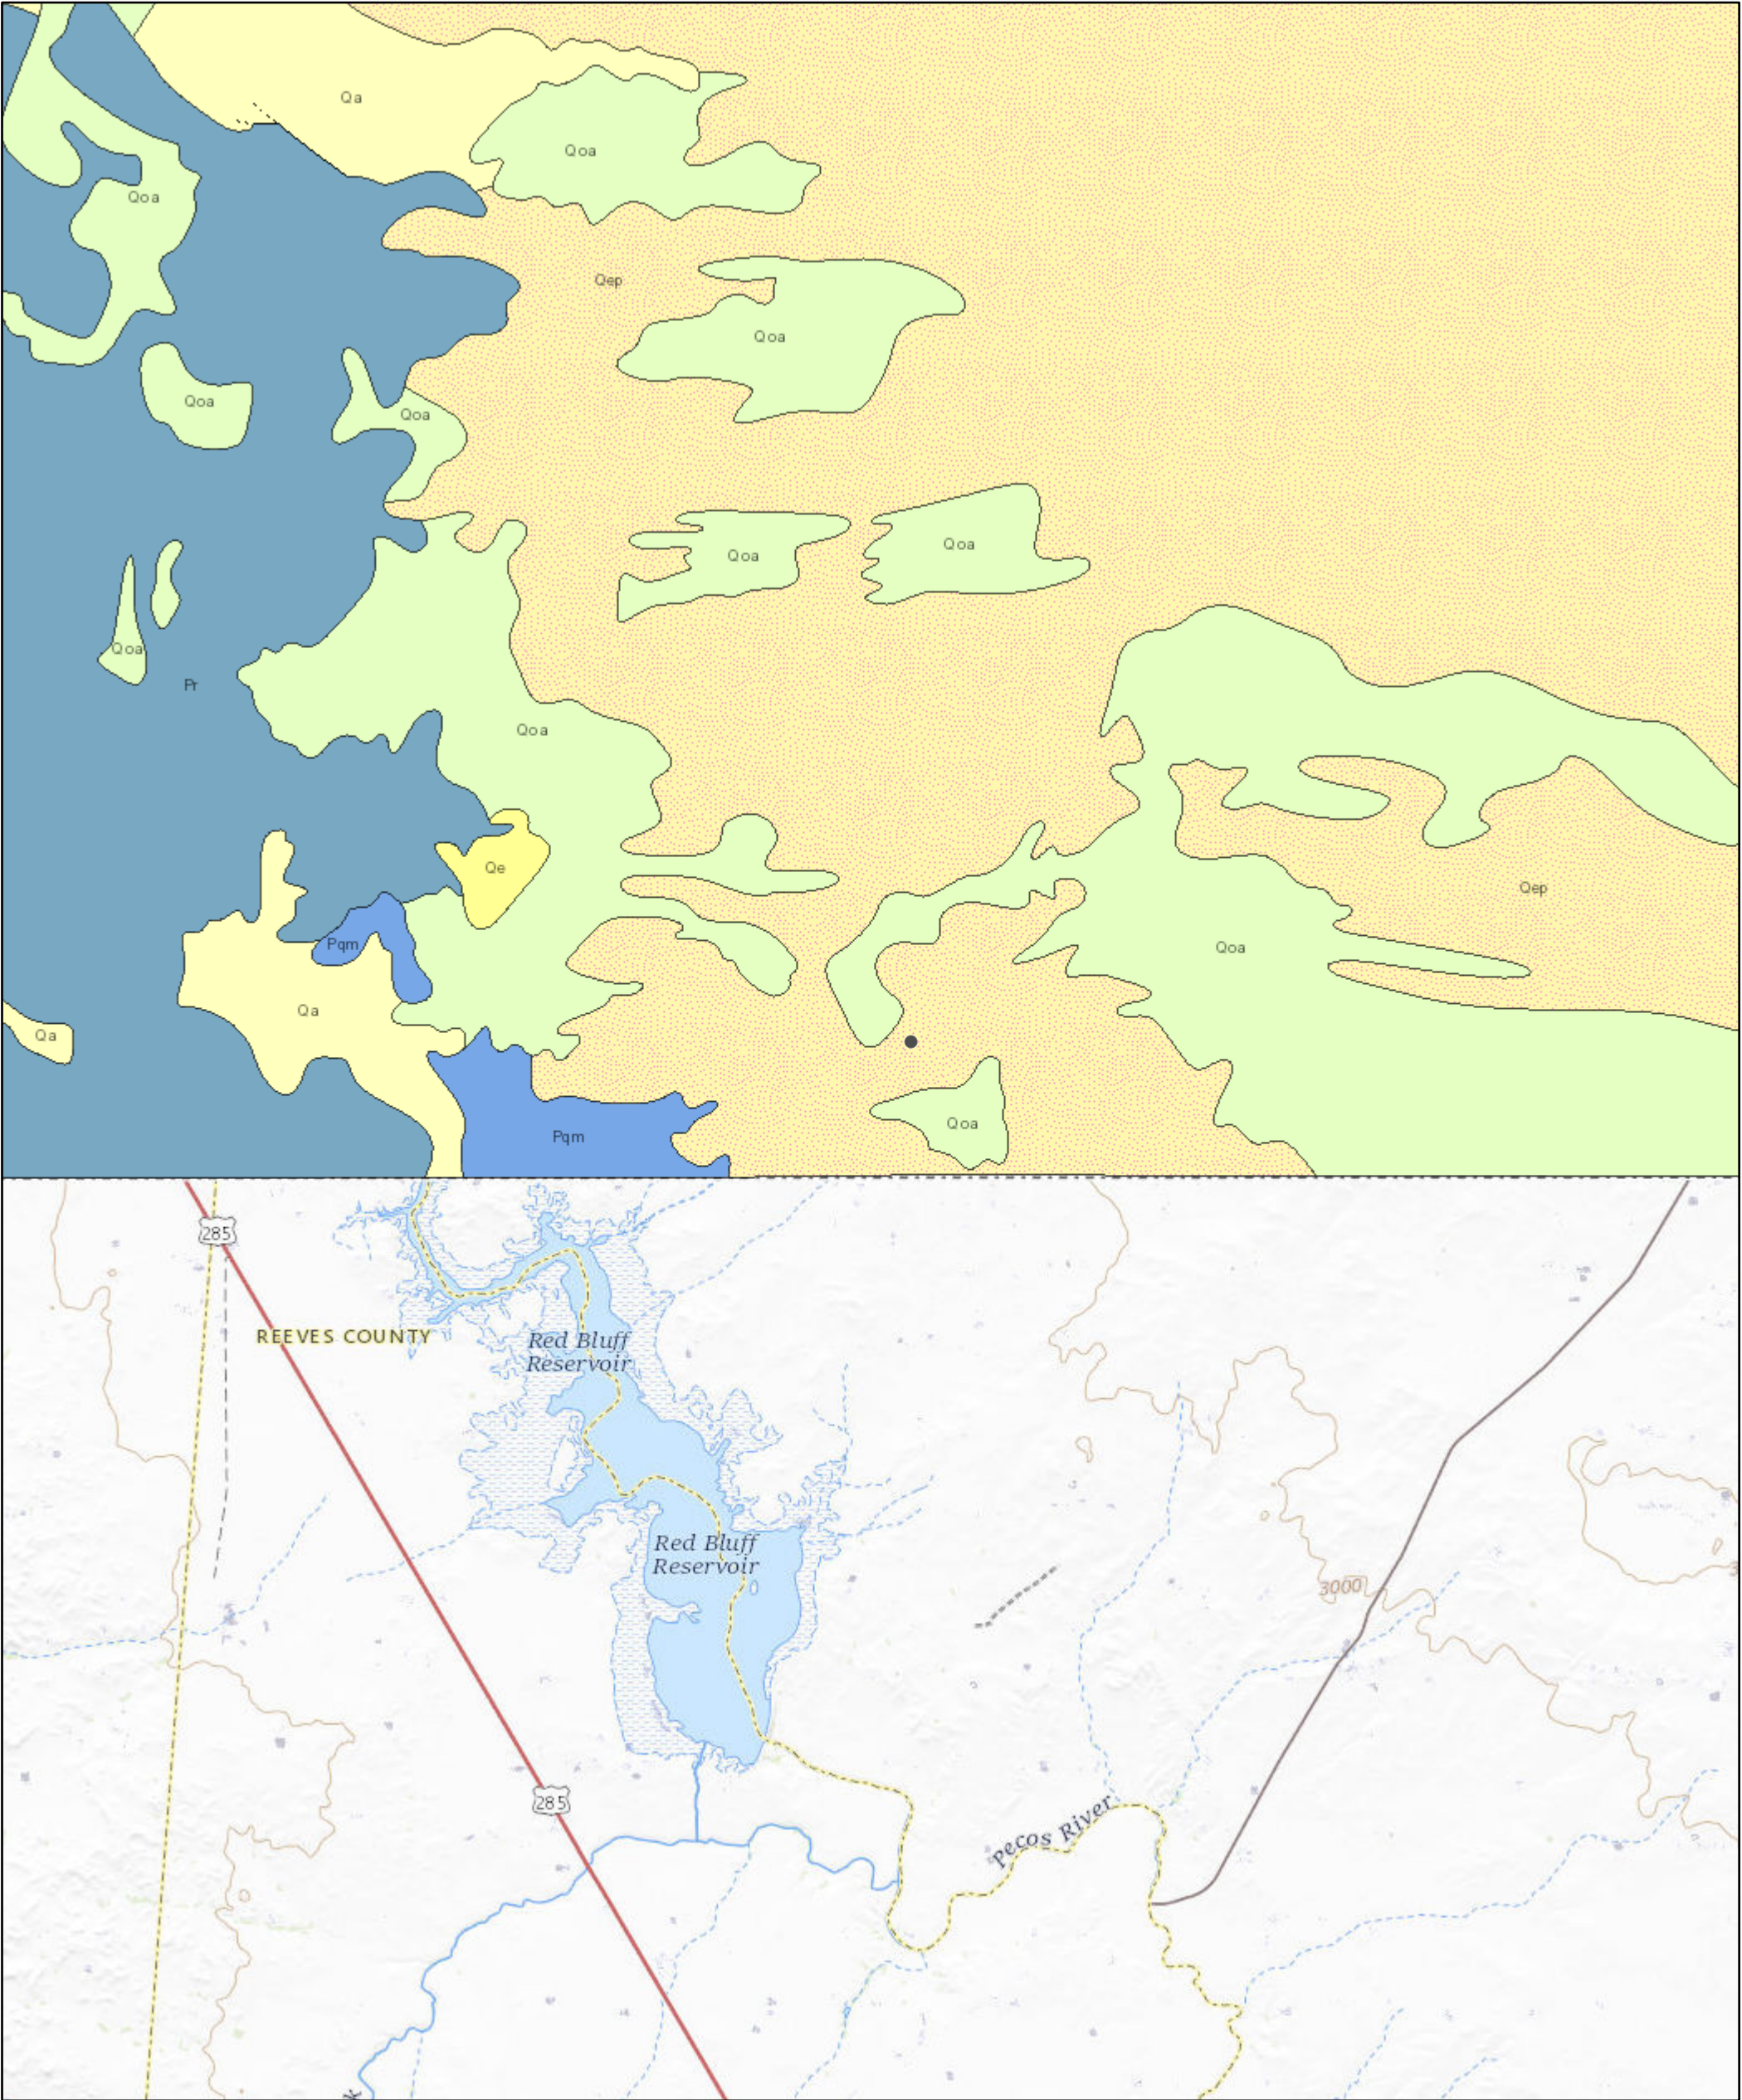 Qa
Qoa
Qoa
Qep
Qoa
Qoa
Qoa
Qoa
Qoa
Qoa
Pr
Qoa
Qe
Qep
Pqm
Qoa
Qa
Qa
Qoa
Pqm
285
REEVES COUNTY
Red Bluff
Reservoir
Red Bluff
Reservoir
3000
285
Pecos River
k